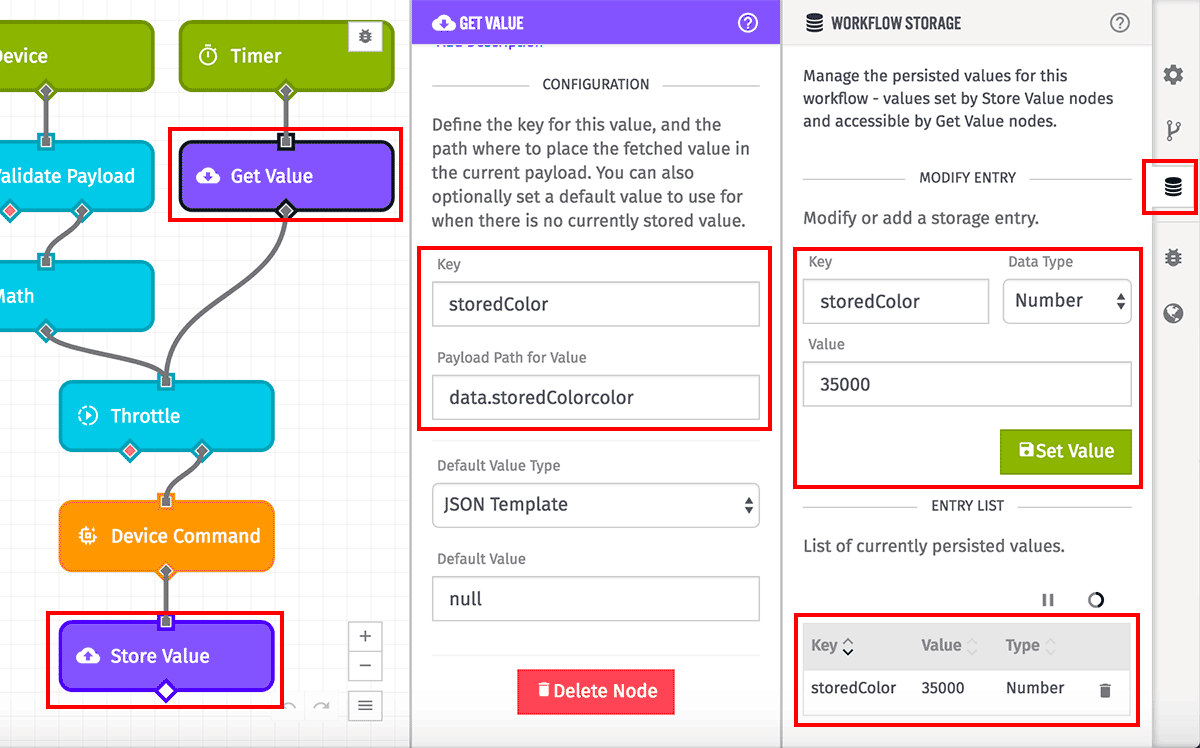 Device
Timer
Validate Payload
Get Value
Math
Throttle
Device Command
Store Value
GET VALUE
CONFIGURATION
Define the key for this value, and the
path where to place the fetched value in
the current payload. You can also
optionally set a default value to use for
when there is no currently stored value.
Key
storedColor
Payload Path for Value
data.storedColorcolor
Default Value Type
JSON Template
Default Value
null
Delete Node
WORKFLOW STORAGE
Manage the persisted values for this
workflow - values set by Store Value nodes
and accessible by Get Value nodes.
MODIFY ENTRY
Modify or add a storage entry.
Key Data Type
storedColor Number
Value
35000
Set Value
ENTRY LIST
List of currently persisted values.
Key Value Type
storedColor 35000 Number